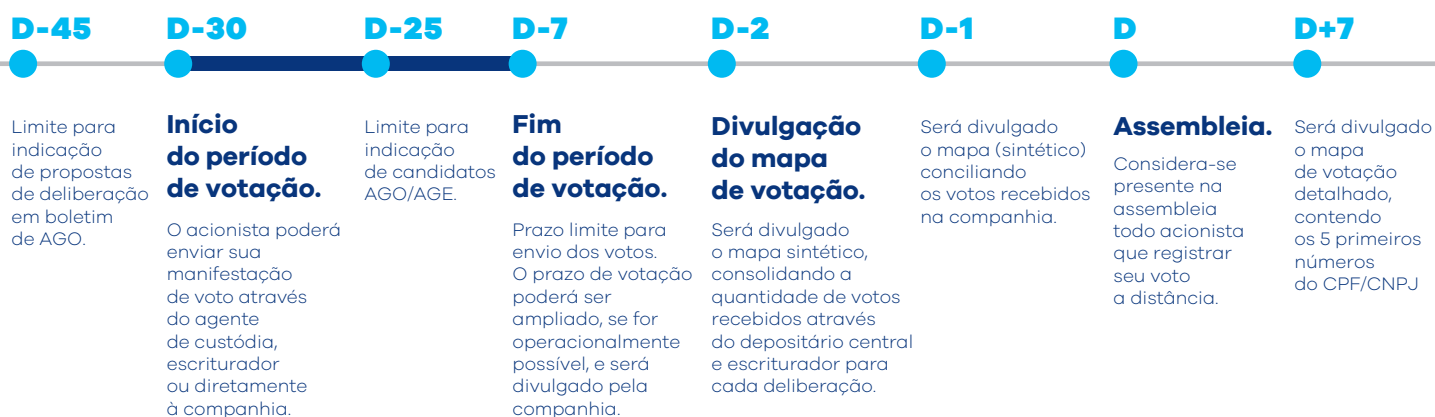 D-45
Limite para
indicação
de propostas
de deliberação
em boletim
de AGO.
D-30
Início
do período
de votação.
O acionista poderá
enviar sua
manifestação
de voto através
do agente
de custódia,
escriturador
ou diretamente
à companhia.
D-25
Limite para
indicação
de candidatos
AGO/AGE.
D-7
Fim
do período
de votação.
Prazo limite para
envio dos votos.
O prazo de votação
poderá ser
ampliado, se for
operacionalmente
possível, e será
divulgado pela
companhia.
D-2
Divulgação
do mapa
de votação.
Será divulgado
o mapa sintético,
consolidando a
quantidade de votos
recebidos através
do depositário central
e escriturador para
cada deliberação.
D-1
Será divulgado
o mapa (sintético)
conciliando
os votos recebidos
na companhia.
D
Assembleia.
Considera-se
presente na
assembleia
todo acionista
que registrar
seu voto
a distância.
D+7
Será divulgado
o mapa
de votação
detalhado,
contendo
os 5 primeiros
números
do CPF/CNPJ